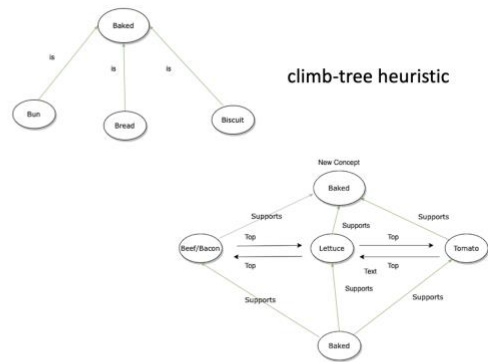 Baked
is
is
is
climb-tree heuristic
Bun
Bread
Biscuit
New Concept
Baked
Supports
Supports
Supports
Top
Top
Beef/Bacon
Lettuce
Tomato
Top
Text
Top
Supports
Supports
Supports
Baked